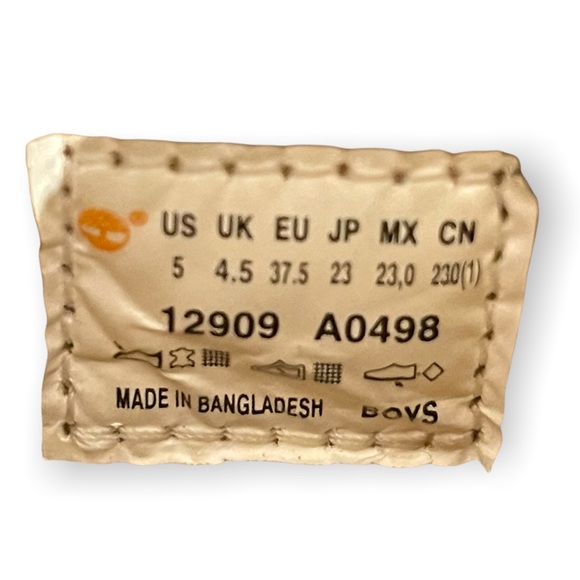 US UK EU JP MX CN
5 4.5 37.5 23 23,0 230(1)
12909 A0498
MADE IN BANGLADESH BOYS